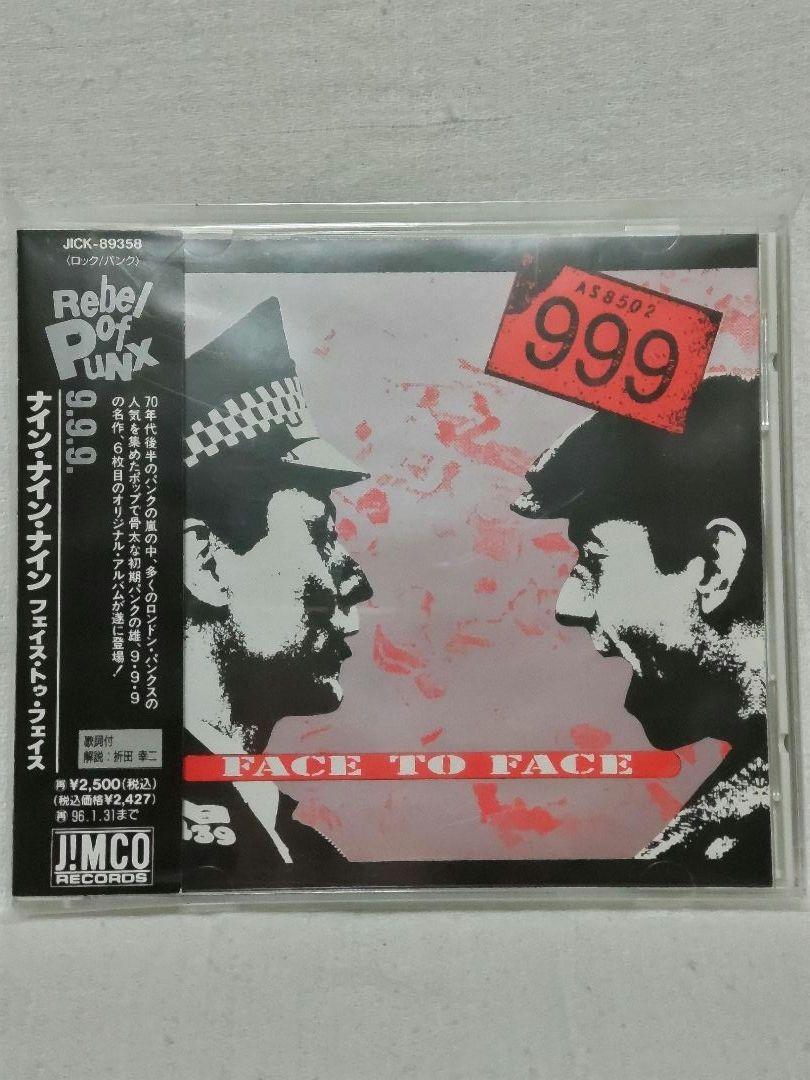 JICK-89358
〈ロック/パンク〉
Rebel
of
PUNX
9.9.9.
ナイン・ナイン・ナイン フェイス・トゥ・フェイス
70年代後半のパンクの嵐の中、多くのロンドン・パンクスの
人気を集めたポップで骨太な初期パンクの雄 9・9・9
の名作、6枚目のオリジナル・アルバムが遂に登場!
歌詞付
解説:折田 幸二
再 ¥2,500(税込)
(税込価格¥2,427)
再 96.1.31まで
J!MCO
RECORDS
AS8502
999
FACE TO FACE
139